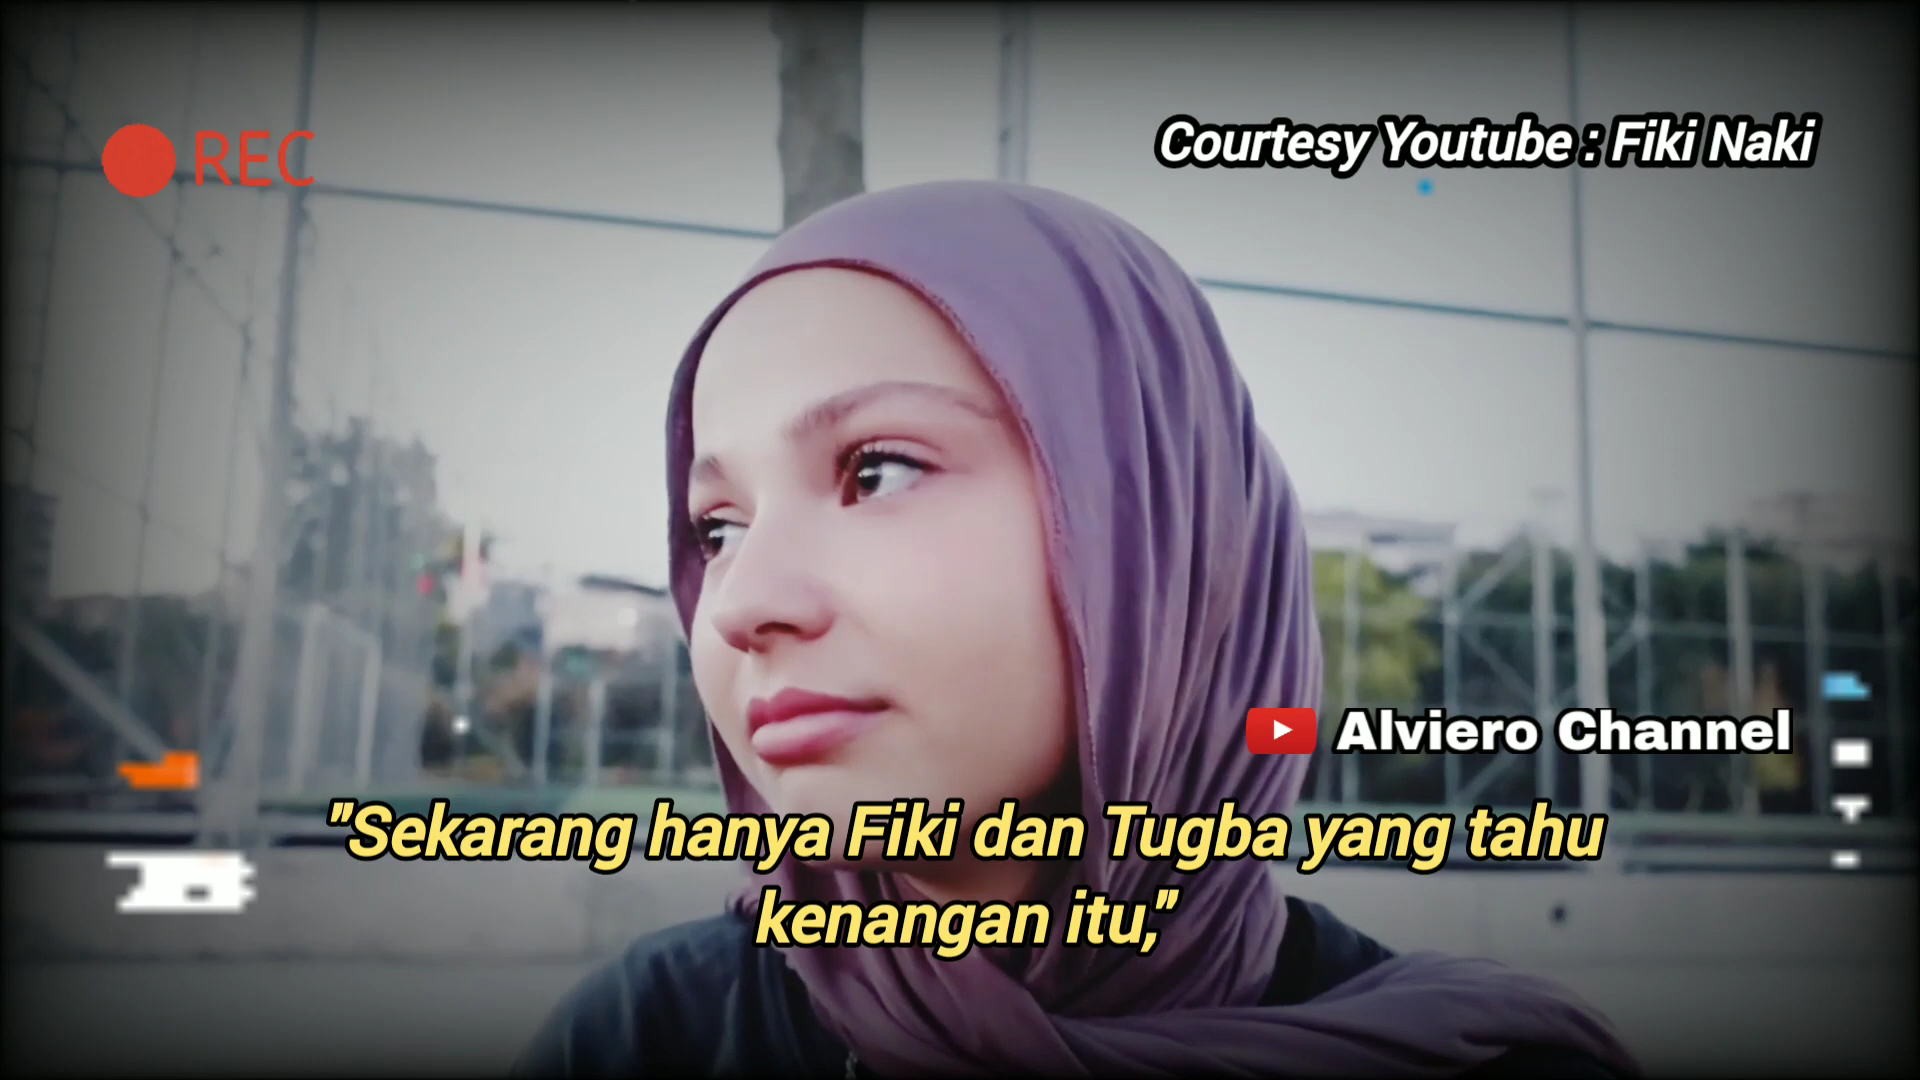 REC
Courtesy Youtube : Fiki Naki
Alviero Channel
"Sekarang hanya Fiki dan Tugba yang tahu
kenangan itu,"